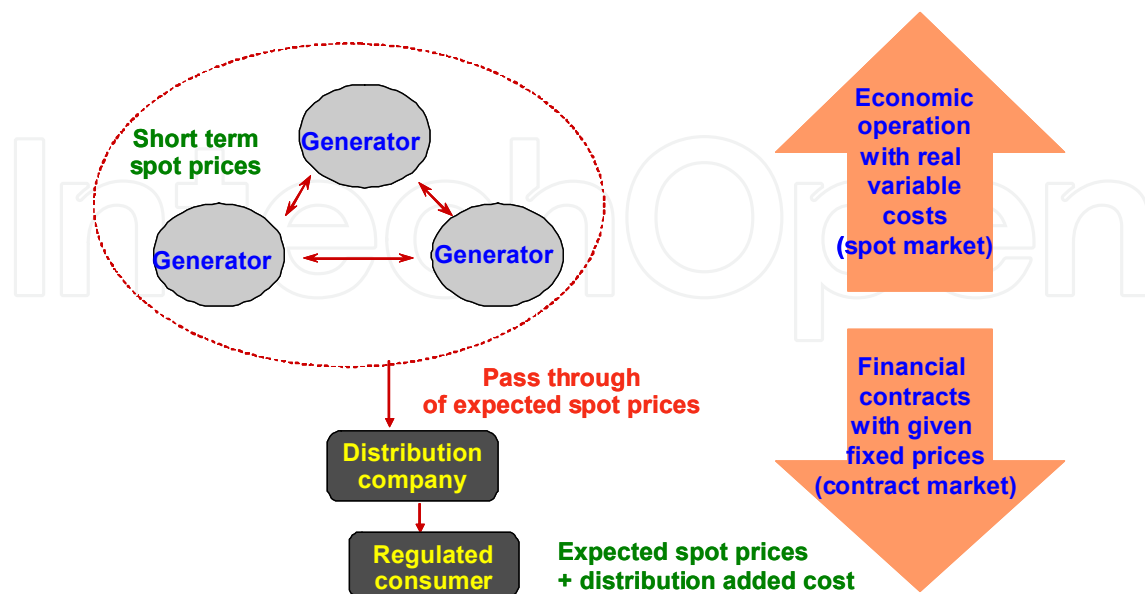 Short term
spot prices
Generator
Generator
Generator
Pass through
of expected spot prices
Distribution
company
Regulated
consumer
Expected spot prices
+ distribution added cost
Economic
operation
with real
variable
costs
(spot market)
Financial
contracts
with given
fixed prices
(contract market)
IntechOpen